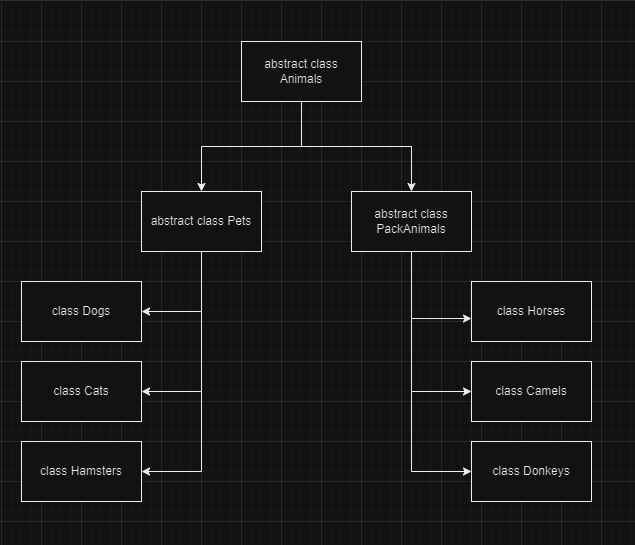 abstract class
Animals
abstract class Pets
abstract class
PackAnimals
class Dogs
class Horses
class Cats
class Camels
class Hamsters
class Donkeys